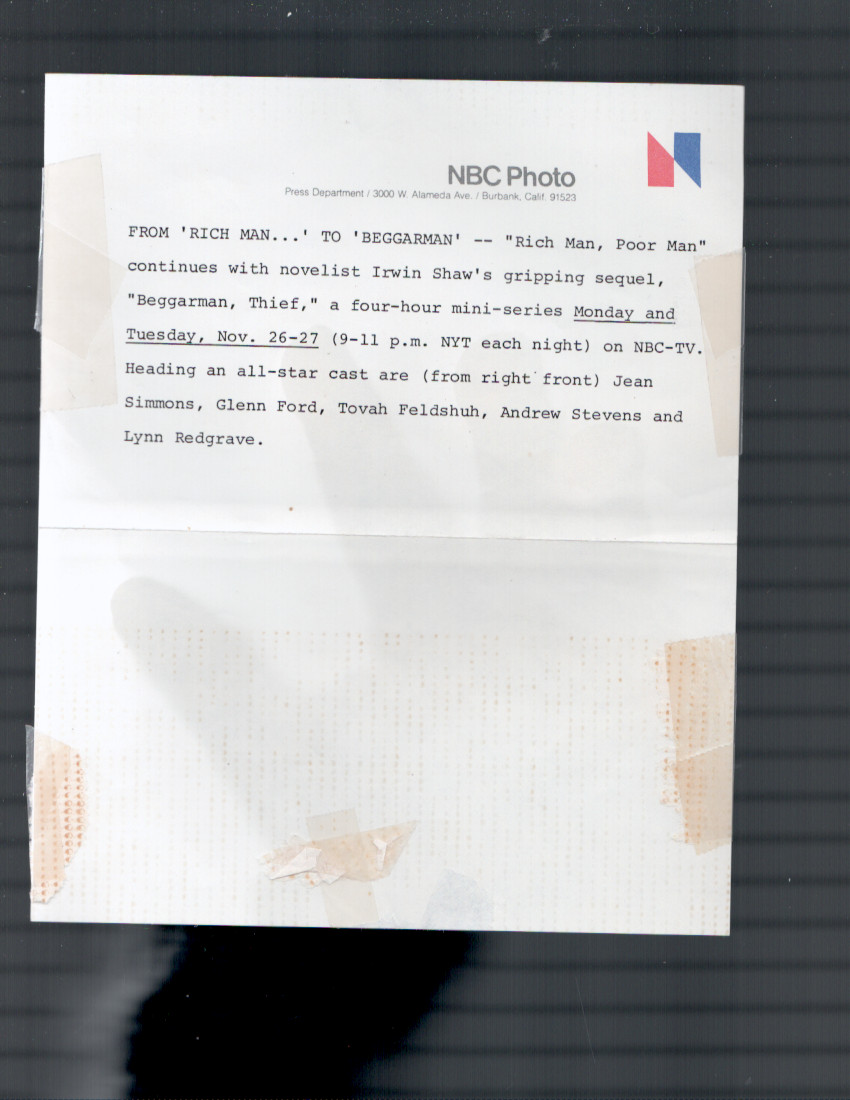 NBC Photo
Press Department / 3000 W. Alameda Ave. / Burbank, Calif. 91523
FROM 'RICH MAN...' TO 'BEGGARMAN' -- "Rich Man, Poor Man"
continues with novelist Irwin Shaw's gripping sequel,
"Beggarman, Thief," a four-hour mini-series Monday and
Tuesday, Nov. 26-27 (9-11 p.m. NYT each night) on NBC-TV.
Heading an all-star cast are (from right front) Jean
Simmons, Glenn Ford, Tovah Feldshuh, Andrew Stevens and
Lynn Redgrave.